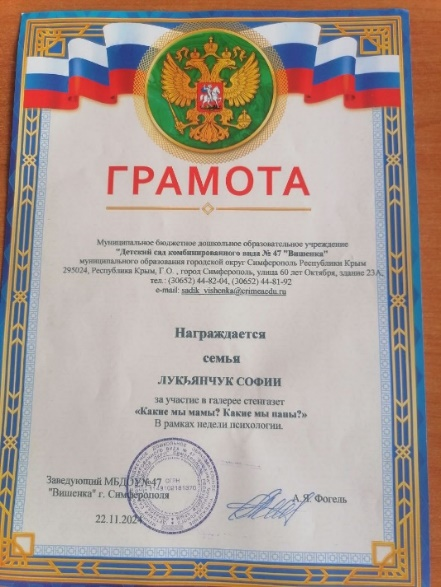 ГРАМОТА
Муниципальное бюджетное дошкольное образовательное учреждение
"Детский сад комбинированного вида № 47 "Вишенка"
муниципального образования городской округ Симферополь Республики Крым
295024, Республика Крым, Г.О. , город Симферополь, улица 60 лет Октября, здание 23А,
тел.: (30652) 44-82-04, (30652) 44-81-92
e-mail: sadik_vishenka@crimeaedu.ru
Награждается
семья
ЛУКЬЯНЧУК СОФИИ
за участие в галерее стенгазет
«Какие мы мамы? Какие мы папы?»
В рамках недели психологии.
Заведующий МБДОУ№47
"Вишенка" г. Симферополя
А.Я. Фогель
22.11.2024